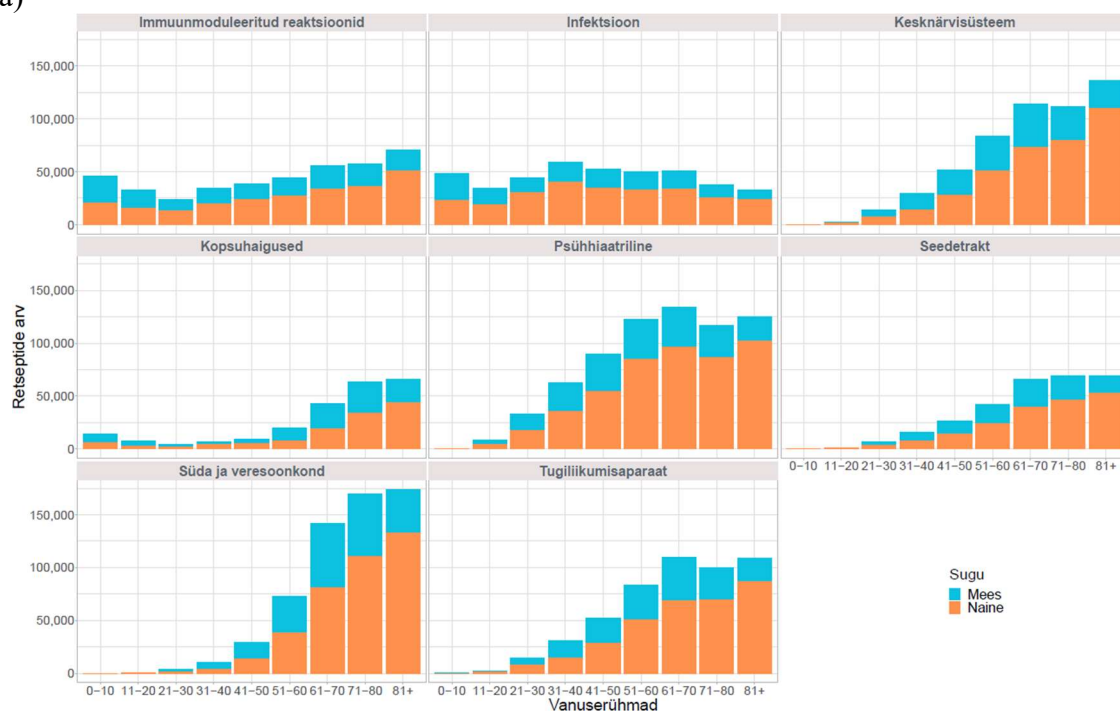 a)
Immuunmoduleeritud reaktsioonid Infektsioon Kesknärvisüsteem
150,000
100,000
50,000
0
Kopsuhaigused Psühhiaatriline Seedetrakt
150,000
100,000
50,000
0
0−10 11−20 21−30 31−40 41−50 51−60 61−70 71−80 81+
Süda ja veresoonkond Tugiliikumisaparaat
150,000
100,000
50,000
0
0−10 11−20 21−30 31−40 41−50 51−60 61−70 71−80 81+ 0−10 11−20 21−30 31−40 41−50 51−60 61−70 71−80 81+
Retseptide arv
Vanuserühmad
Sugu
Mees
Naine